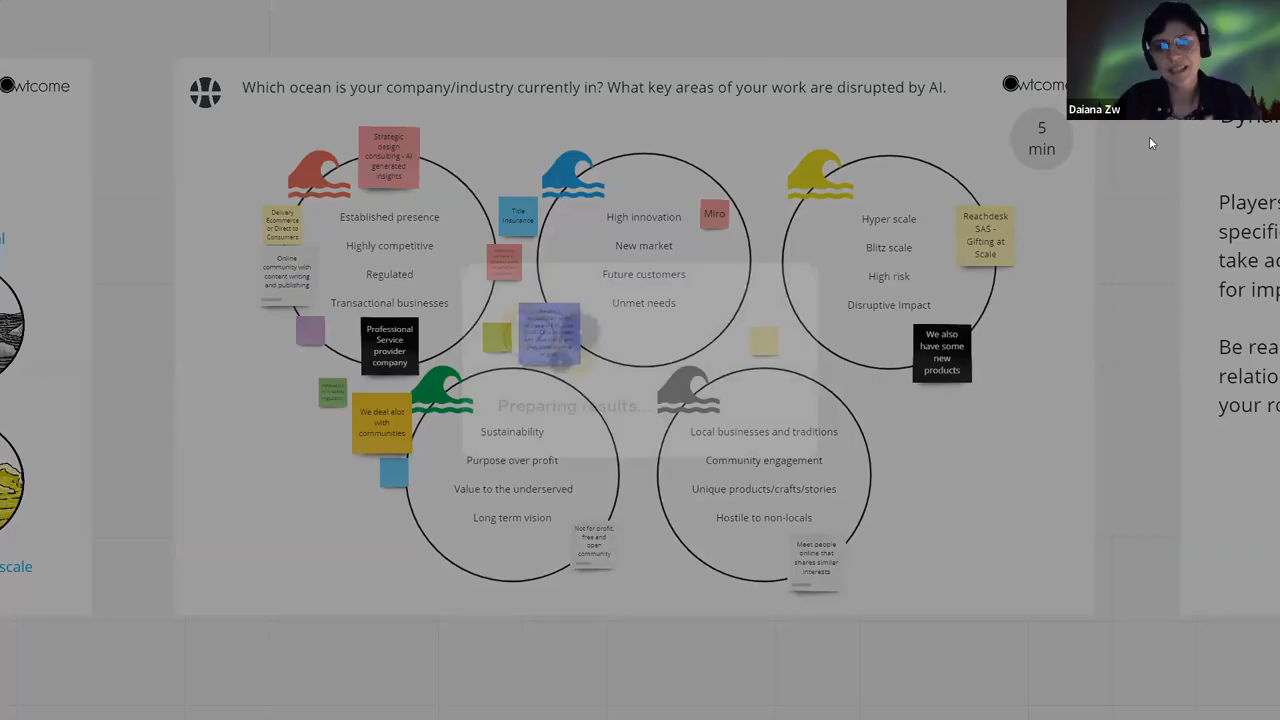 wtcome
Which ocean is your company/industry currently in? What key areas of your work are disrupted by AI.
wtcome
Daiana Zw
5
min
Strategic
design
consulting - AI
generated
insights
Delivery
Ecommerce
or Direct to
Consumers
Online
community with
content writing
and publishing
Established presence
Highly competitive
Regulated
Transactional businesses
Professional
Service
provider
company
Title
Insurance
High innovation
New market
Future customers
Unmet needs
Miro
Hyper scale
Blitz scale
High risk
Disruptive Impact
Reachdesk
SAS -
Gifting at
Scale
We also
have some
new
products
Preparing results...
We deal alot
with
communities
Sustainability
Purpose over profit
Value to the underserved
Long term vision
Not for profit,
free and
open
community
Local businesses and traditions
Community engagement
Unique products/crafts/stories
Hostile to non-locals
Meet people
online that
shares similar
interests
scale
Players
specifi
take ac
for imp
Be rea
relatio
your ro